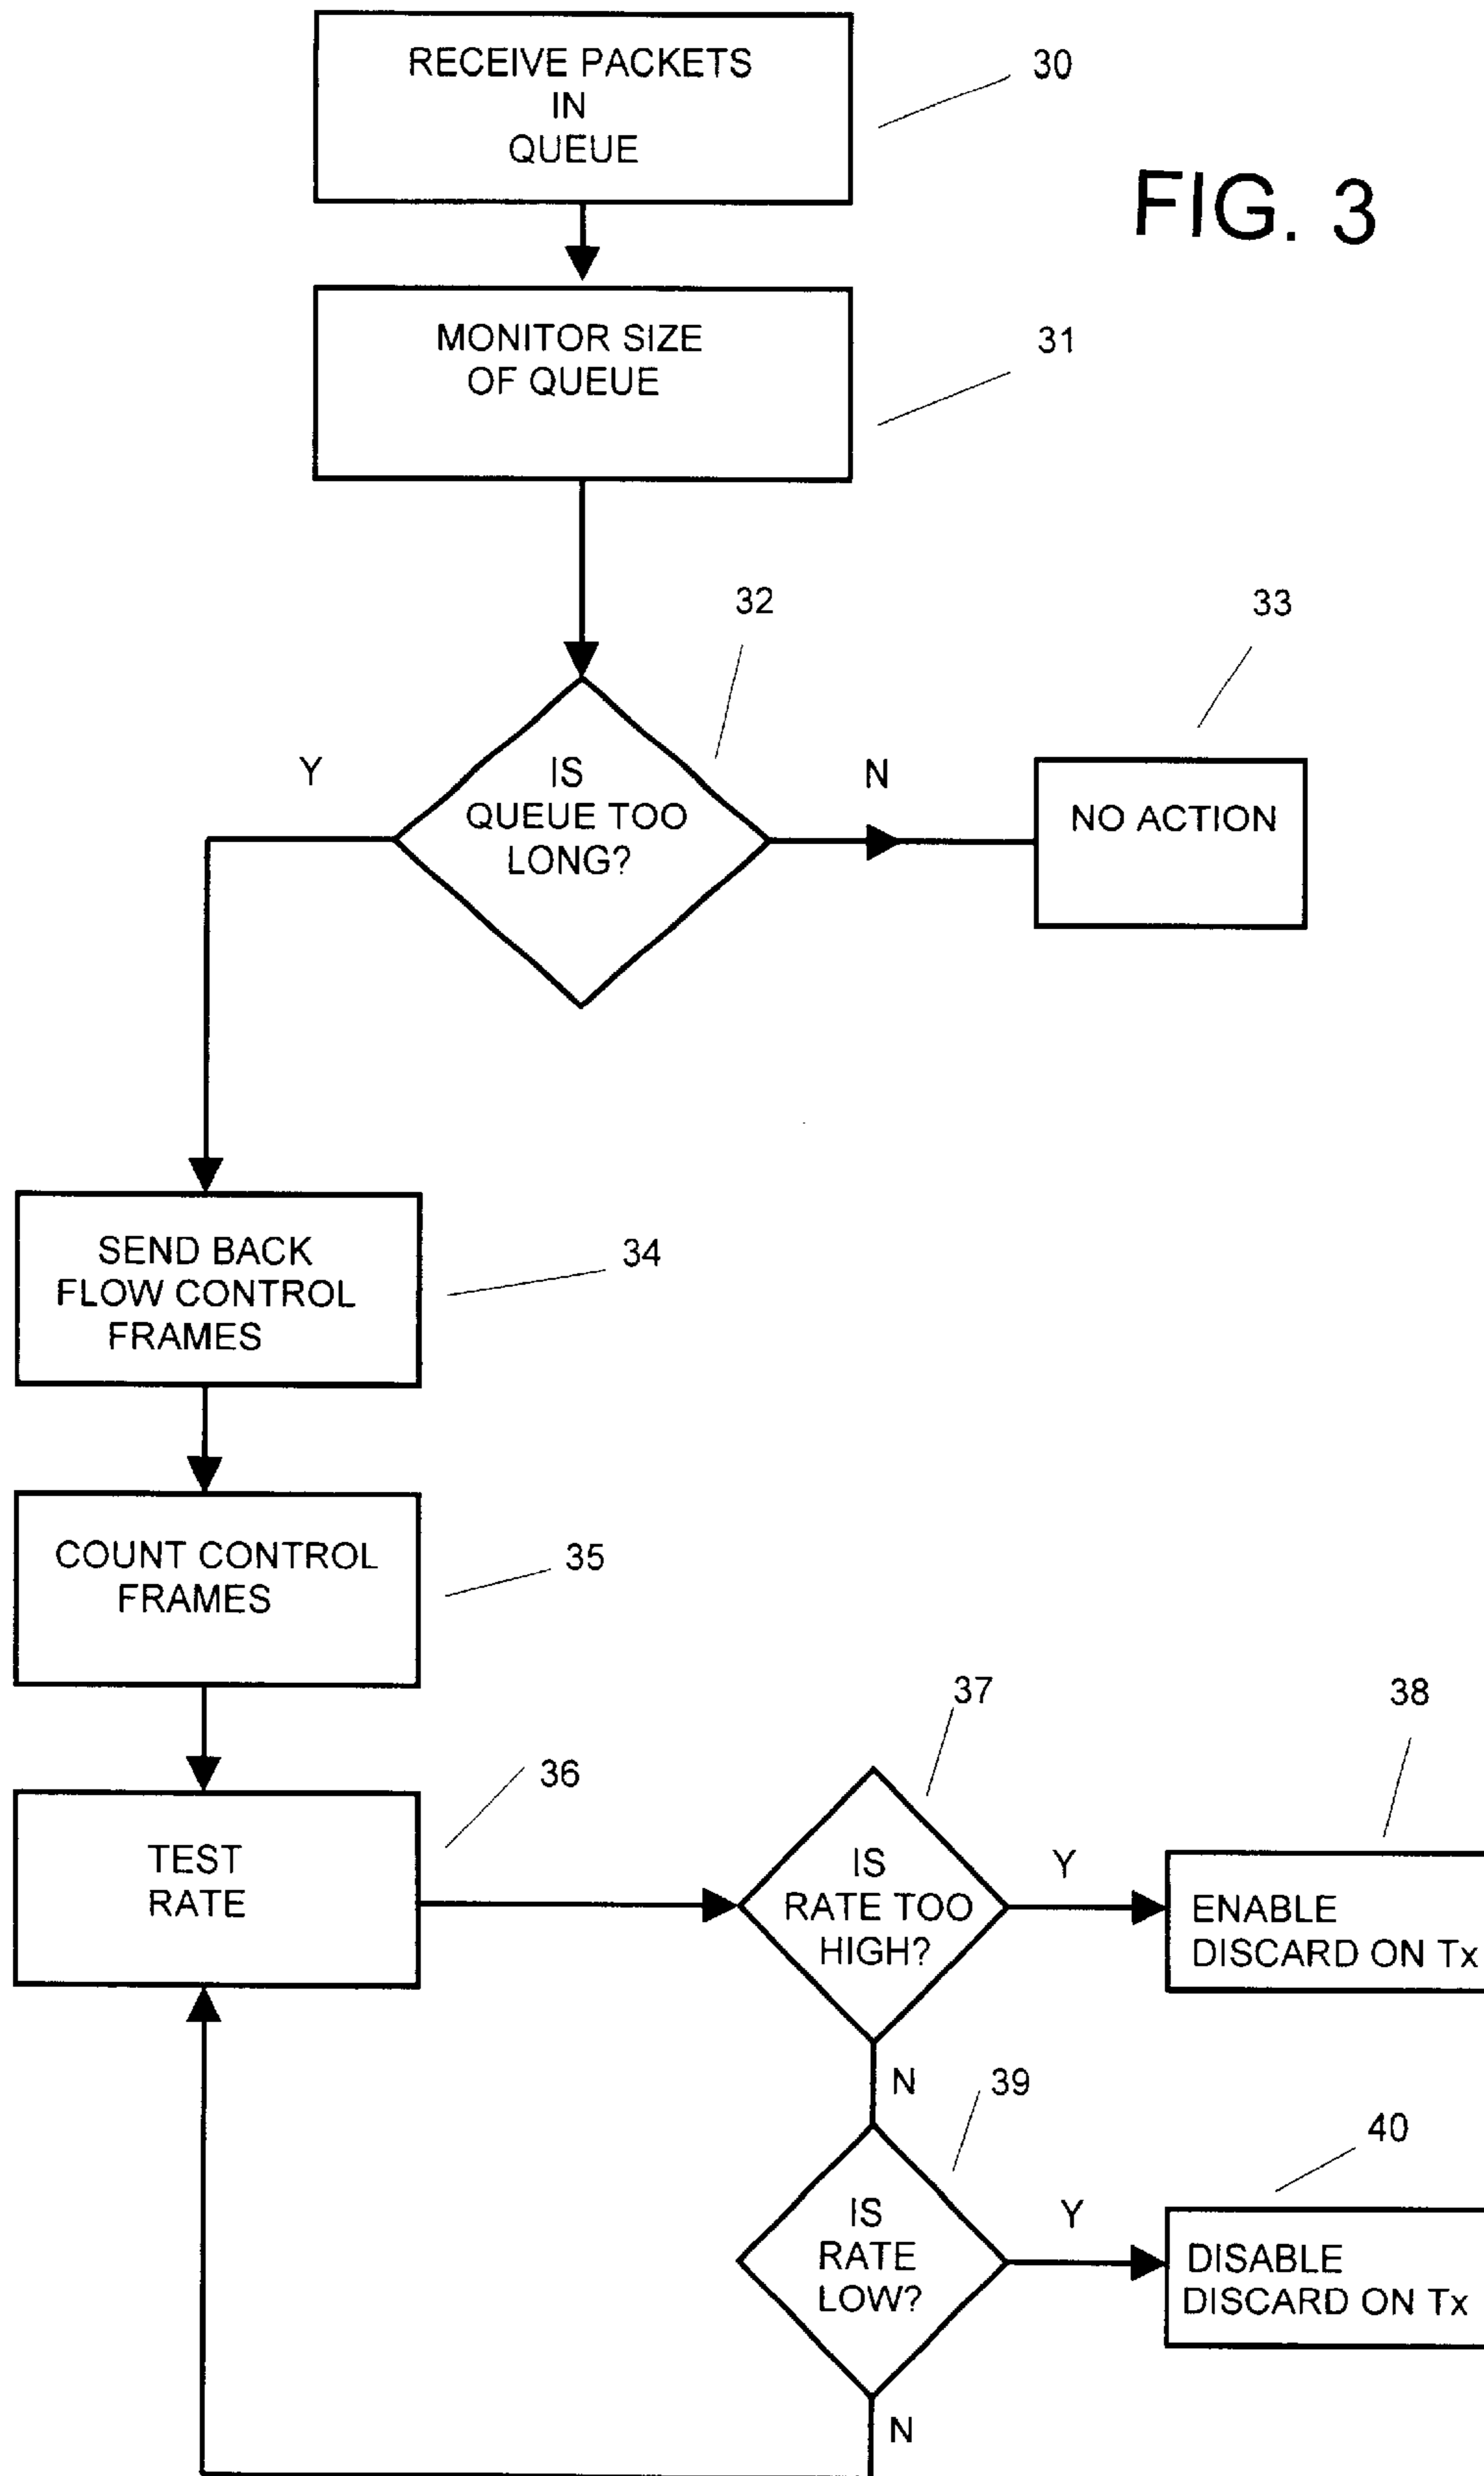 RECEIVE PACKETS
IN
QUEUE
30
FIG. 3
MONITOR SIZE
OF QUEUE
31
32
33
Y
IS
QUEUE TOO
LONG?
N
NO ACTION
SEND BACK
FLOW CONTROL
FRAMES
34
COUNT CONTROL
FRAMES
35
TEST
RATE
36
37
IS
RATE TOO
HIGH?
Y
38
ENABLE
DISCARD ON Tx
N
39
IS
RATE
LOW?
Y
40
DISABLE
DISCARD ON Tx
N